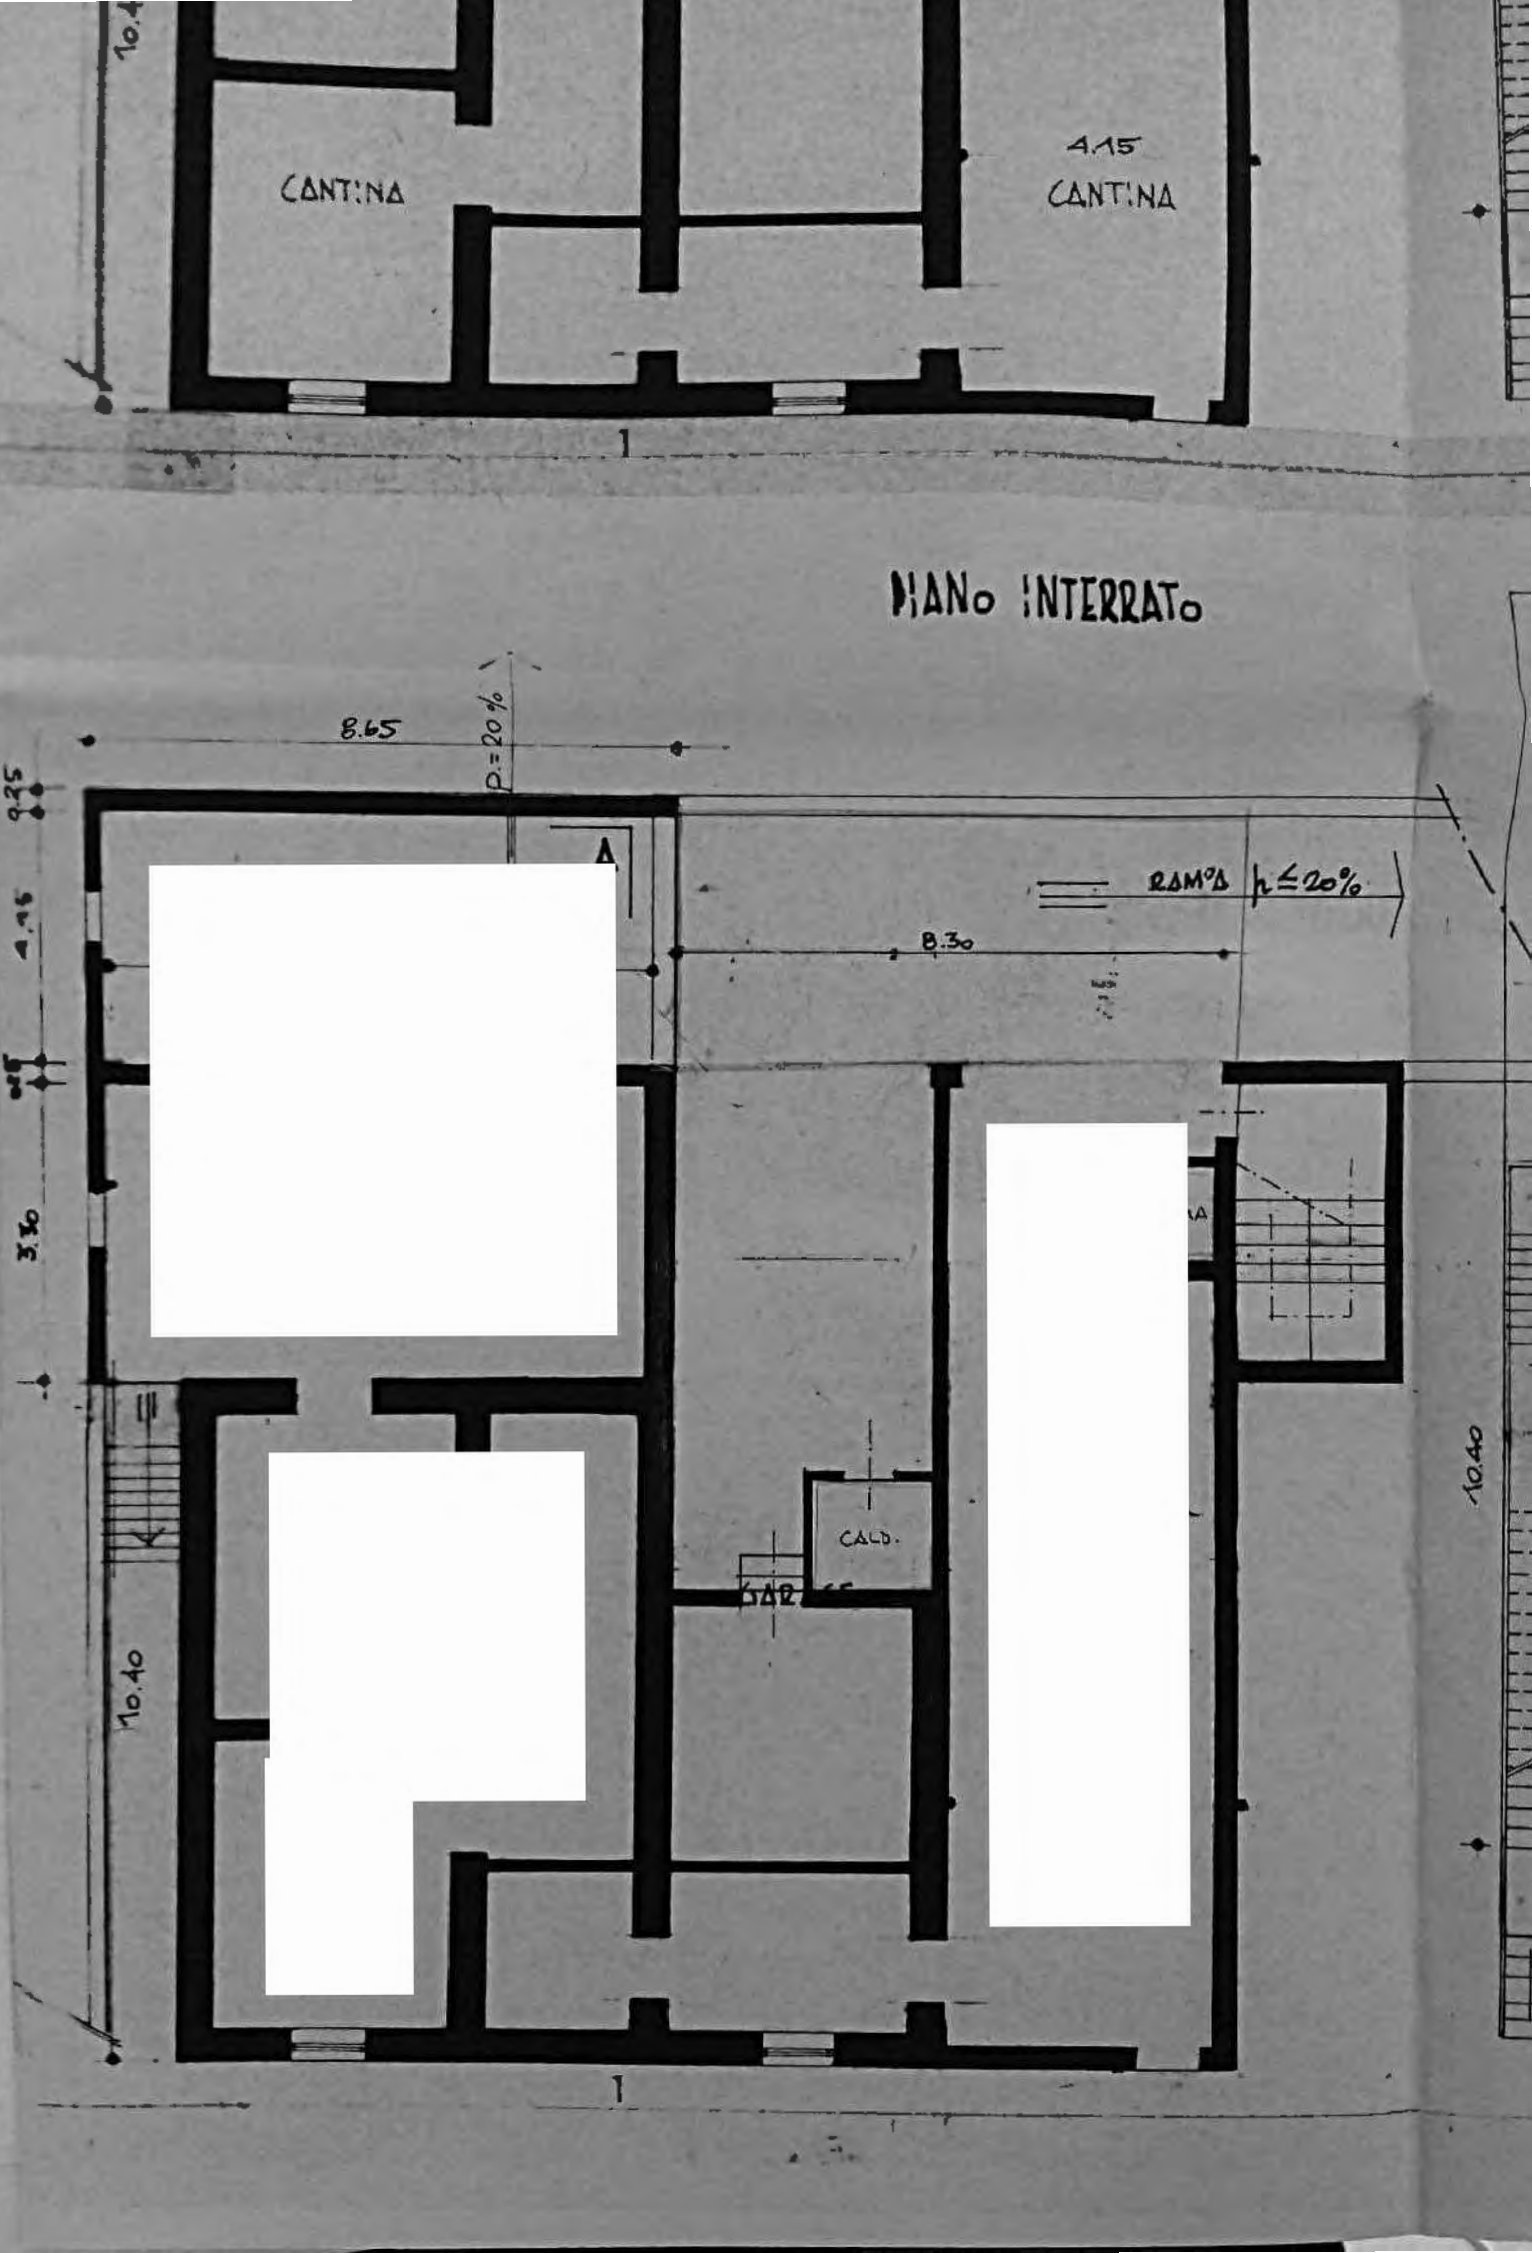 10.4
4.15
CANTINA
CANTINA
1
PIANO INTERRATO
8.65
p.=20%
0.25
A
RAMPA p≤20%
4.15
8.30
3.30
CALD.
10.40
10.40
1